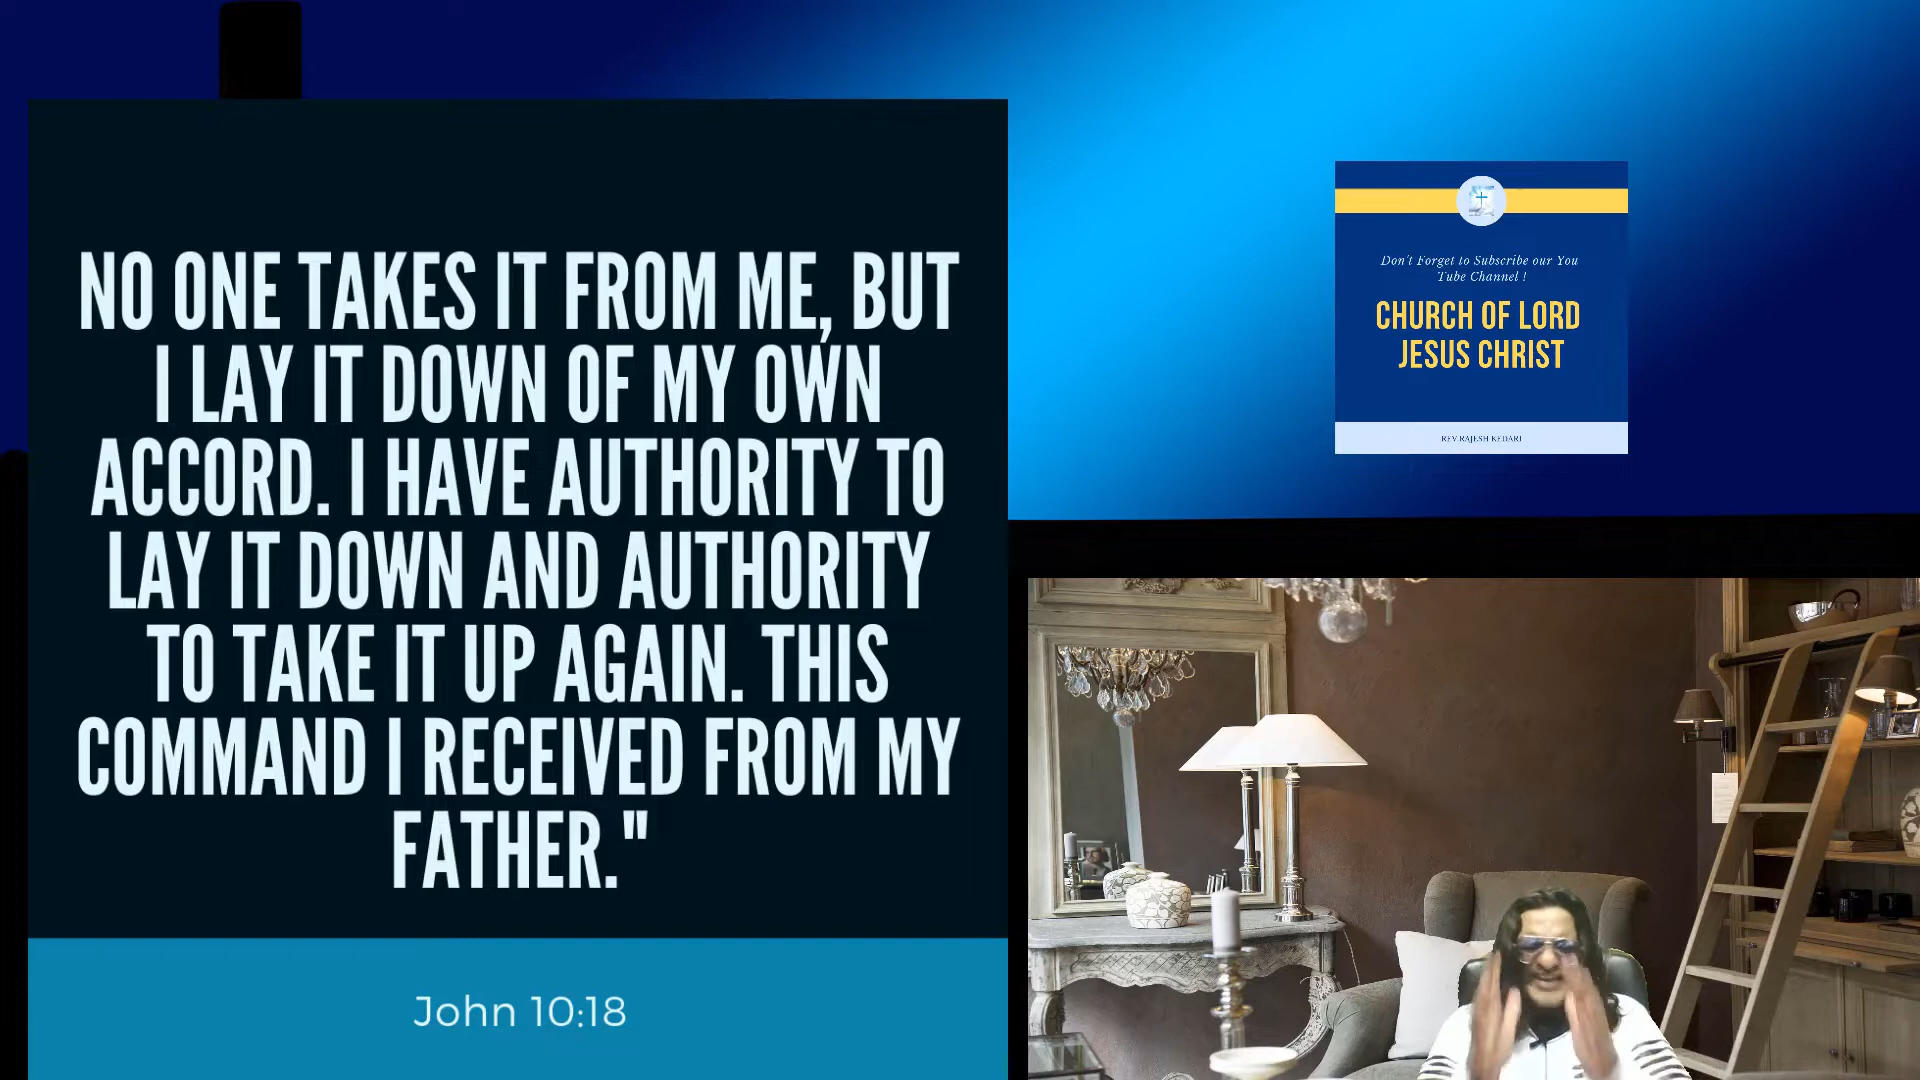 NO ONE TAKES IT FROM ME, BUT
I LAY IT DOWN OF MY OWN
ACCORD. I HAVE AUTHORITY TO
LAY IT DOWN AND AUTHORITY
TO TAKE IT UP AGAIN. THIS
COMMAND I RECEIVED FROM MY
FATHER."
John 10:18
Don't Forget to Subscribe our You
Tube Channel !
CHURCH OF LORD
JESUS CHRIST
REV.RAJESH KEDARI